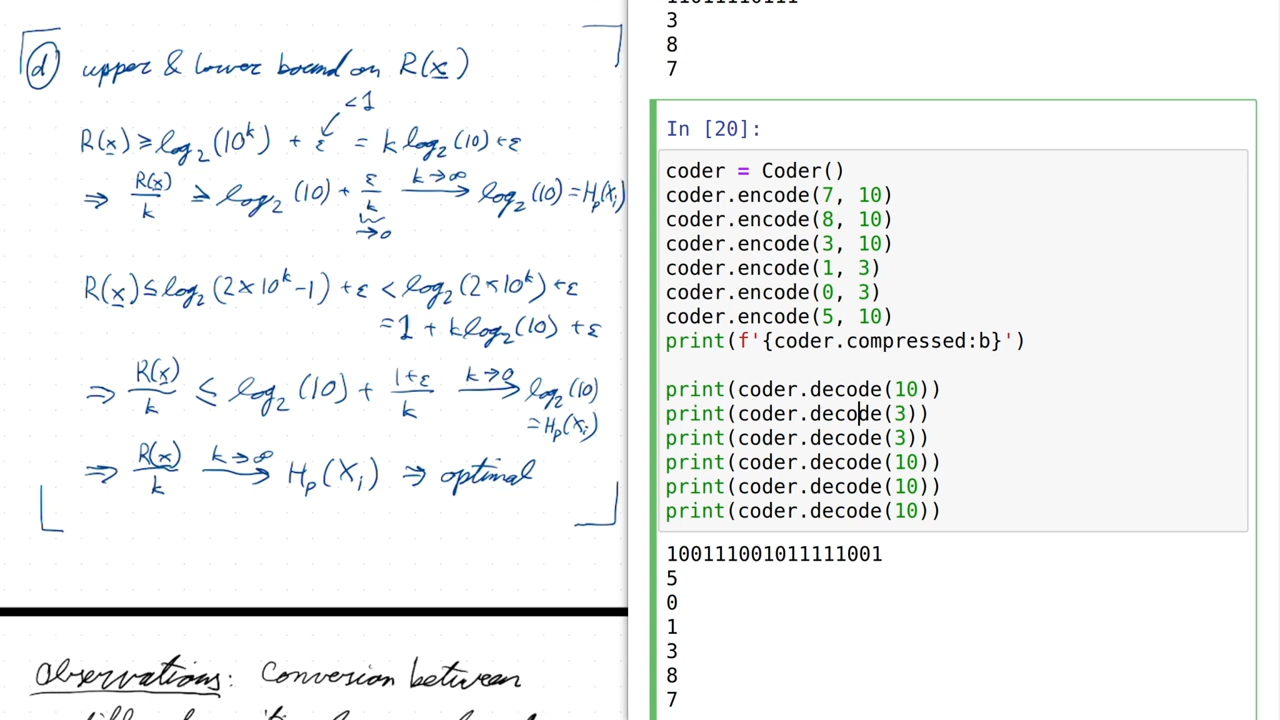 ⓓ upper & lower bound on R(x)
<1
R(x) ≥ log₂(10ᵏ) + ε = k log₂(10) + ε
⇒ R(x)/k ≥ log₂(10) + ε/k k→∞ log₂(10) = Hₚ(Xᵢ)
→0
R(x) ≤ log₂(2×10ᵏ-1) + ε < log₂(2×10ᵏ) + ε
= 1 + k log₂(10) + ε
⇒ R(x)/k ≤ log₂(10) + 1+ε/k k→0 log₂(10)
= Hₚ(Xᵢ)
⇒ R(x)/k k→∞ Hₚ(Xᵢ) ⇒ optimal
Observations: Conversion between
3
8
7
In [20]:
coder = Coder()
coder.encode(7, 10)
coder.encode(8, 10)
coder.encode(3, 10)
coder.encode(1, 3)
coder.encode(0, 3)
coder.encode(5, 10)
print(f'{coder.compressed:b}')
print(coder.decode(10))
print(coder.decode(3))
print(coder.decode(3))
print(coder.decode(10))
print(coder.decode(10))
print(coder.decode(10))
100111001011111001
5
0
1
3
8
7